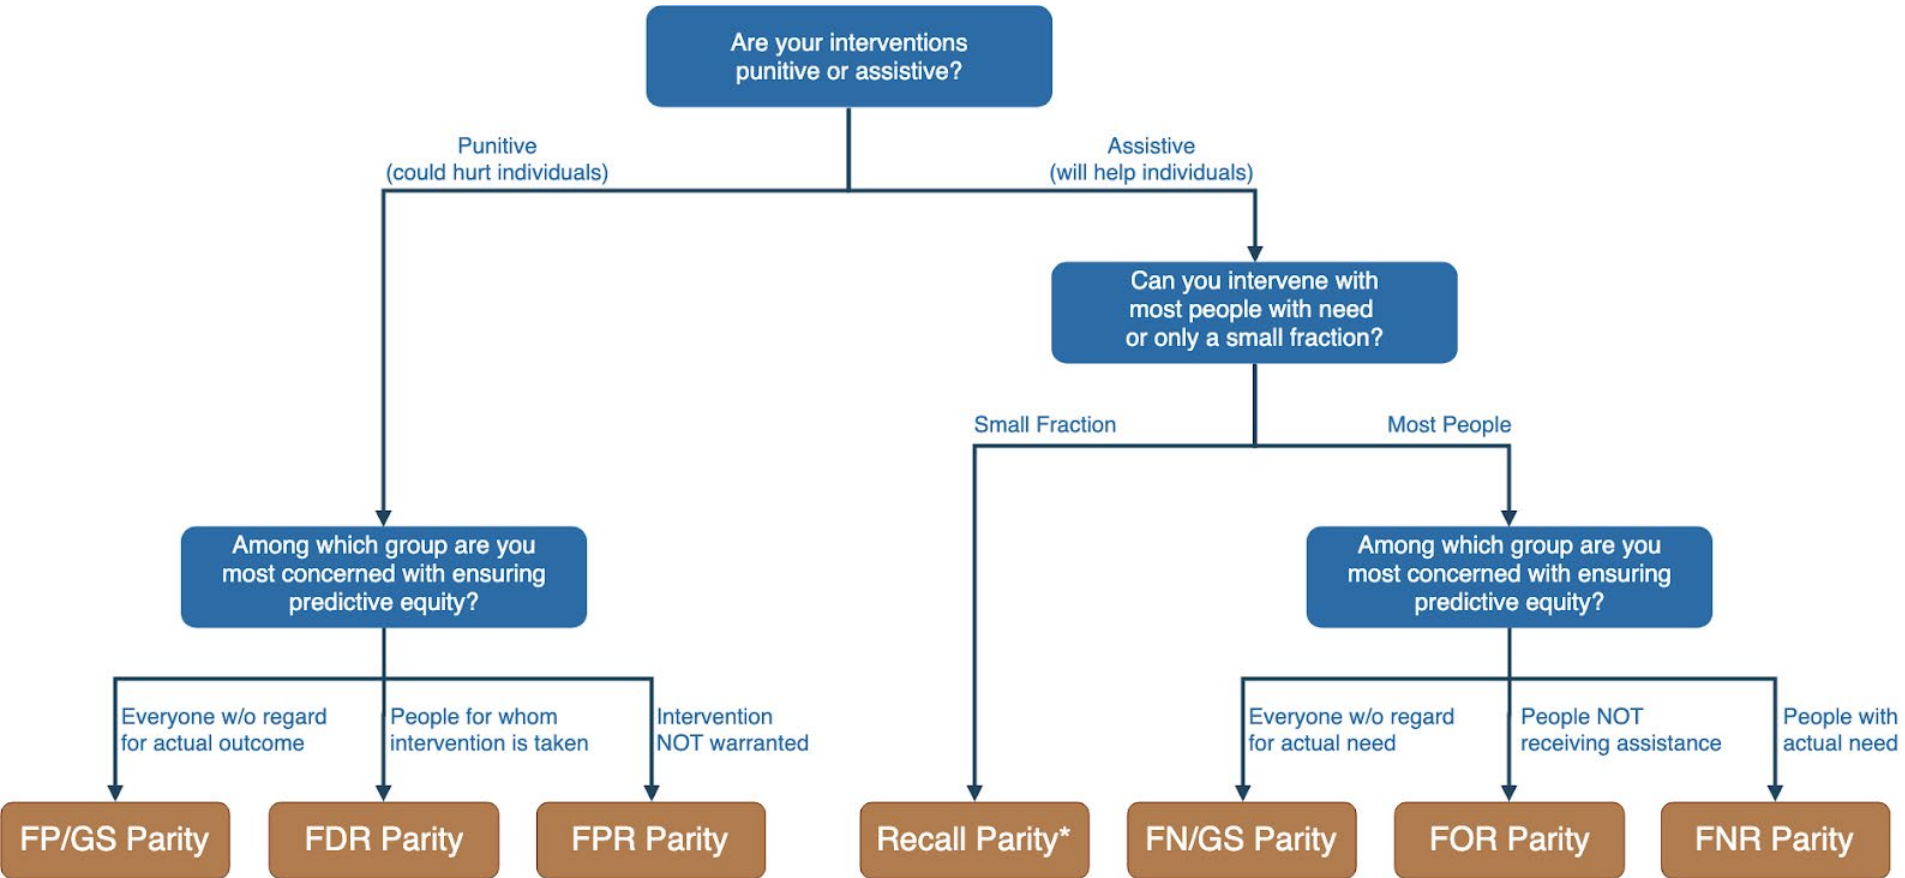 Are your interventions
punitive or assistive?
Punitive
(could hurt individuals)
Assistive
(will help individuals)
Can you intervene with
most people with need
or only a small fraction?
Small Fraction
Most People
Among which group are you
most concerned with ensuring
predictive equity?
Among which group are you
most concerned with ensuring
predictive equity?
Everyone w/o regard
for actual outcome
People for whom
intervention is taken
Intervention
NOT warranted
Everyone w/o regard
for actual need
People NOT
receiving assistance
People with
actual need
FP/GS Parity
FDR Parity
FPR Parity
Recall Parity*
FN/GS Parity
FOR Parity
FNR Parity